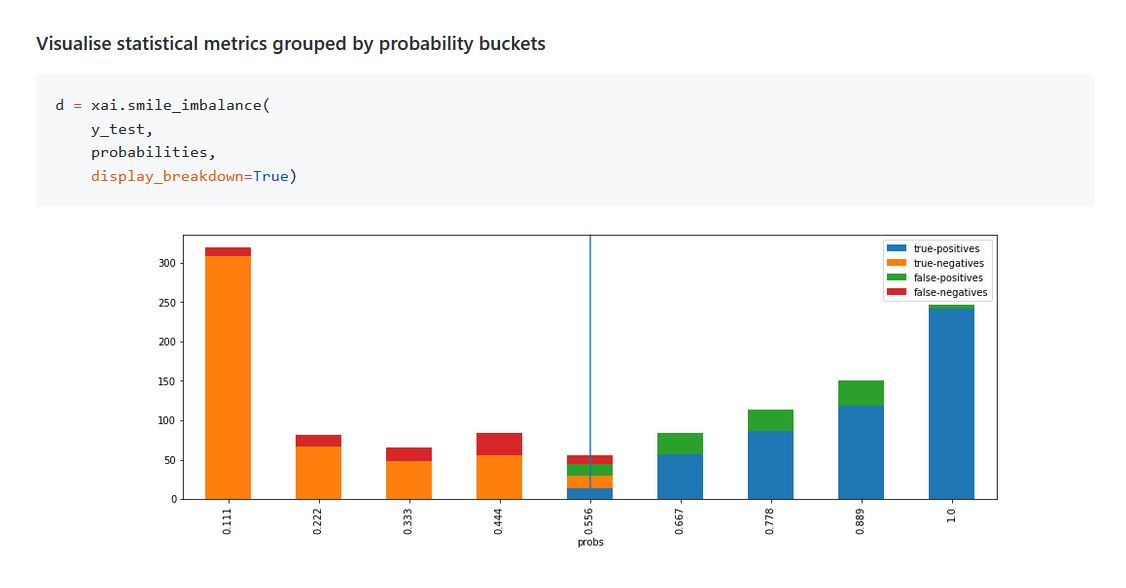 Visualise statistical metrics grouped by probability buckets
d = xai.smile_imbalance(
y_test,
probabilities,
display_breakdown=True)
true-positives
true-negatives
false-positives
false-negatives
300
250
200
150
100
50
0
0.111
0.222
0.333
0.444
0.556
0.667
0.778
0.889
1.0
probs